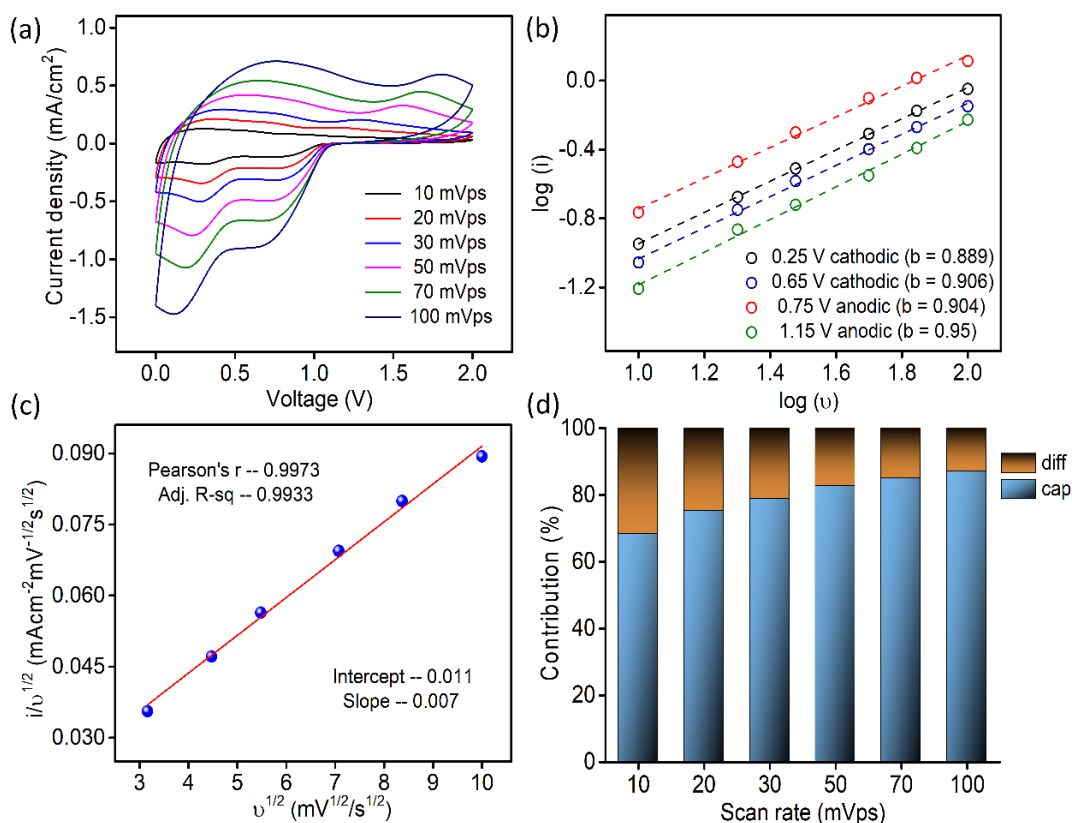 (a)
Current density (mA/cm²)
1.0
0.5
0.0
-0.5
-1.0
-1.5
10 mVps
20 mVps
30 mVps
50 mVps
70 mVps
100 mVps
0.0 0.5 1.0 1.5 2.0
Voltage (V)
(b)
log (i)
0.0
-0.4
-0.8
-1.2
0.25 V cathodic (b = 0.889)
0.65 V cathodic (b = 0.906)
0.75 V anodic (b = 0.904)
1.15 V anodic (b = 0.95)
1.0 1.2 1.4 1.6 1.8 2.0
log (υ)
(c)
i/υ^1/2 (mAcm^-2mV^-1/2s^1/2)
0.090
0.075
0.060
0.045
0.030
Pearson's r -- 0.9973
Adj. R-sq -- 0.9933
Intercept -- 0.011
Slope -- 0.007
3 4 5 6 7 8 9 10
υ^1/2 (mV^1/2/s^1/2)
(d)
Contribution (%)
100
80
60
40
20
0
diff
cap
10 20 30 50 70 100
Scan rate (mVps)